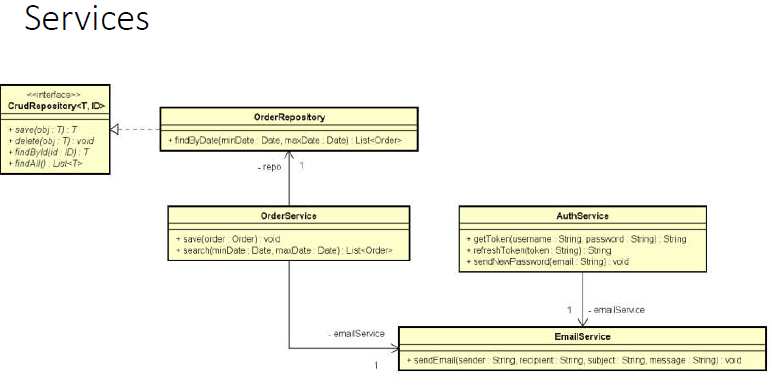 Services
<<interface>>
CrudRepository<T, ID>
+ save(obj : T) : T
+ delete(obj : T) : void
+ findById(id : ID) : T
+ findAll() : List<T>
OrderRepository
+ findByDate(minDate : Date, maxDate : Date) : List<Order>
- repo
1
OrderService
+ save(order : Order) : void
+ search(minDate : Date, maxDate : Date) : List<Order>
AuthService
+ getToken(username : String, password : String) : String
+ refreshToken(token : String) : String
+ sendNewPassword(email : String) : void
1
- emailService
- emailService
1
EmailService
+ sendEmail(sender : String, recipient : String, subject : String, message : String) : void